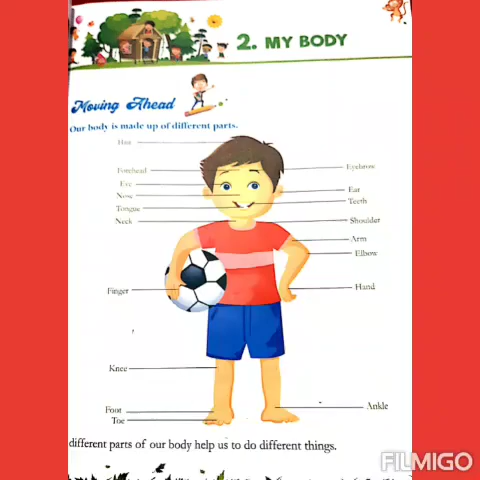 2. MY BODY
Moving Ahead
Our body is made up of different parts.
Hair
Forehead
Eyebrow
Eye
Ear
Nose
Teeth
Tongue
Neck
Shoulder
Arm
Elbow
Finger
Hand
Knee
Foot
Ankle
Toe
different parts of our body help us to do different things.
FILMIGO